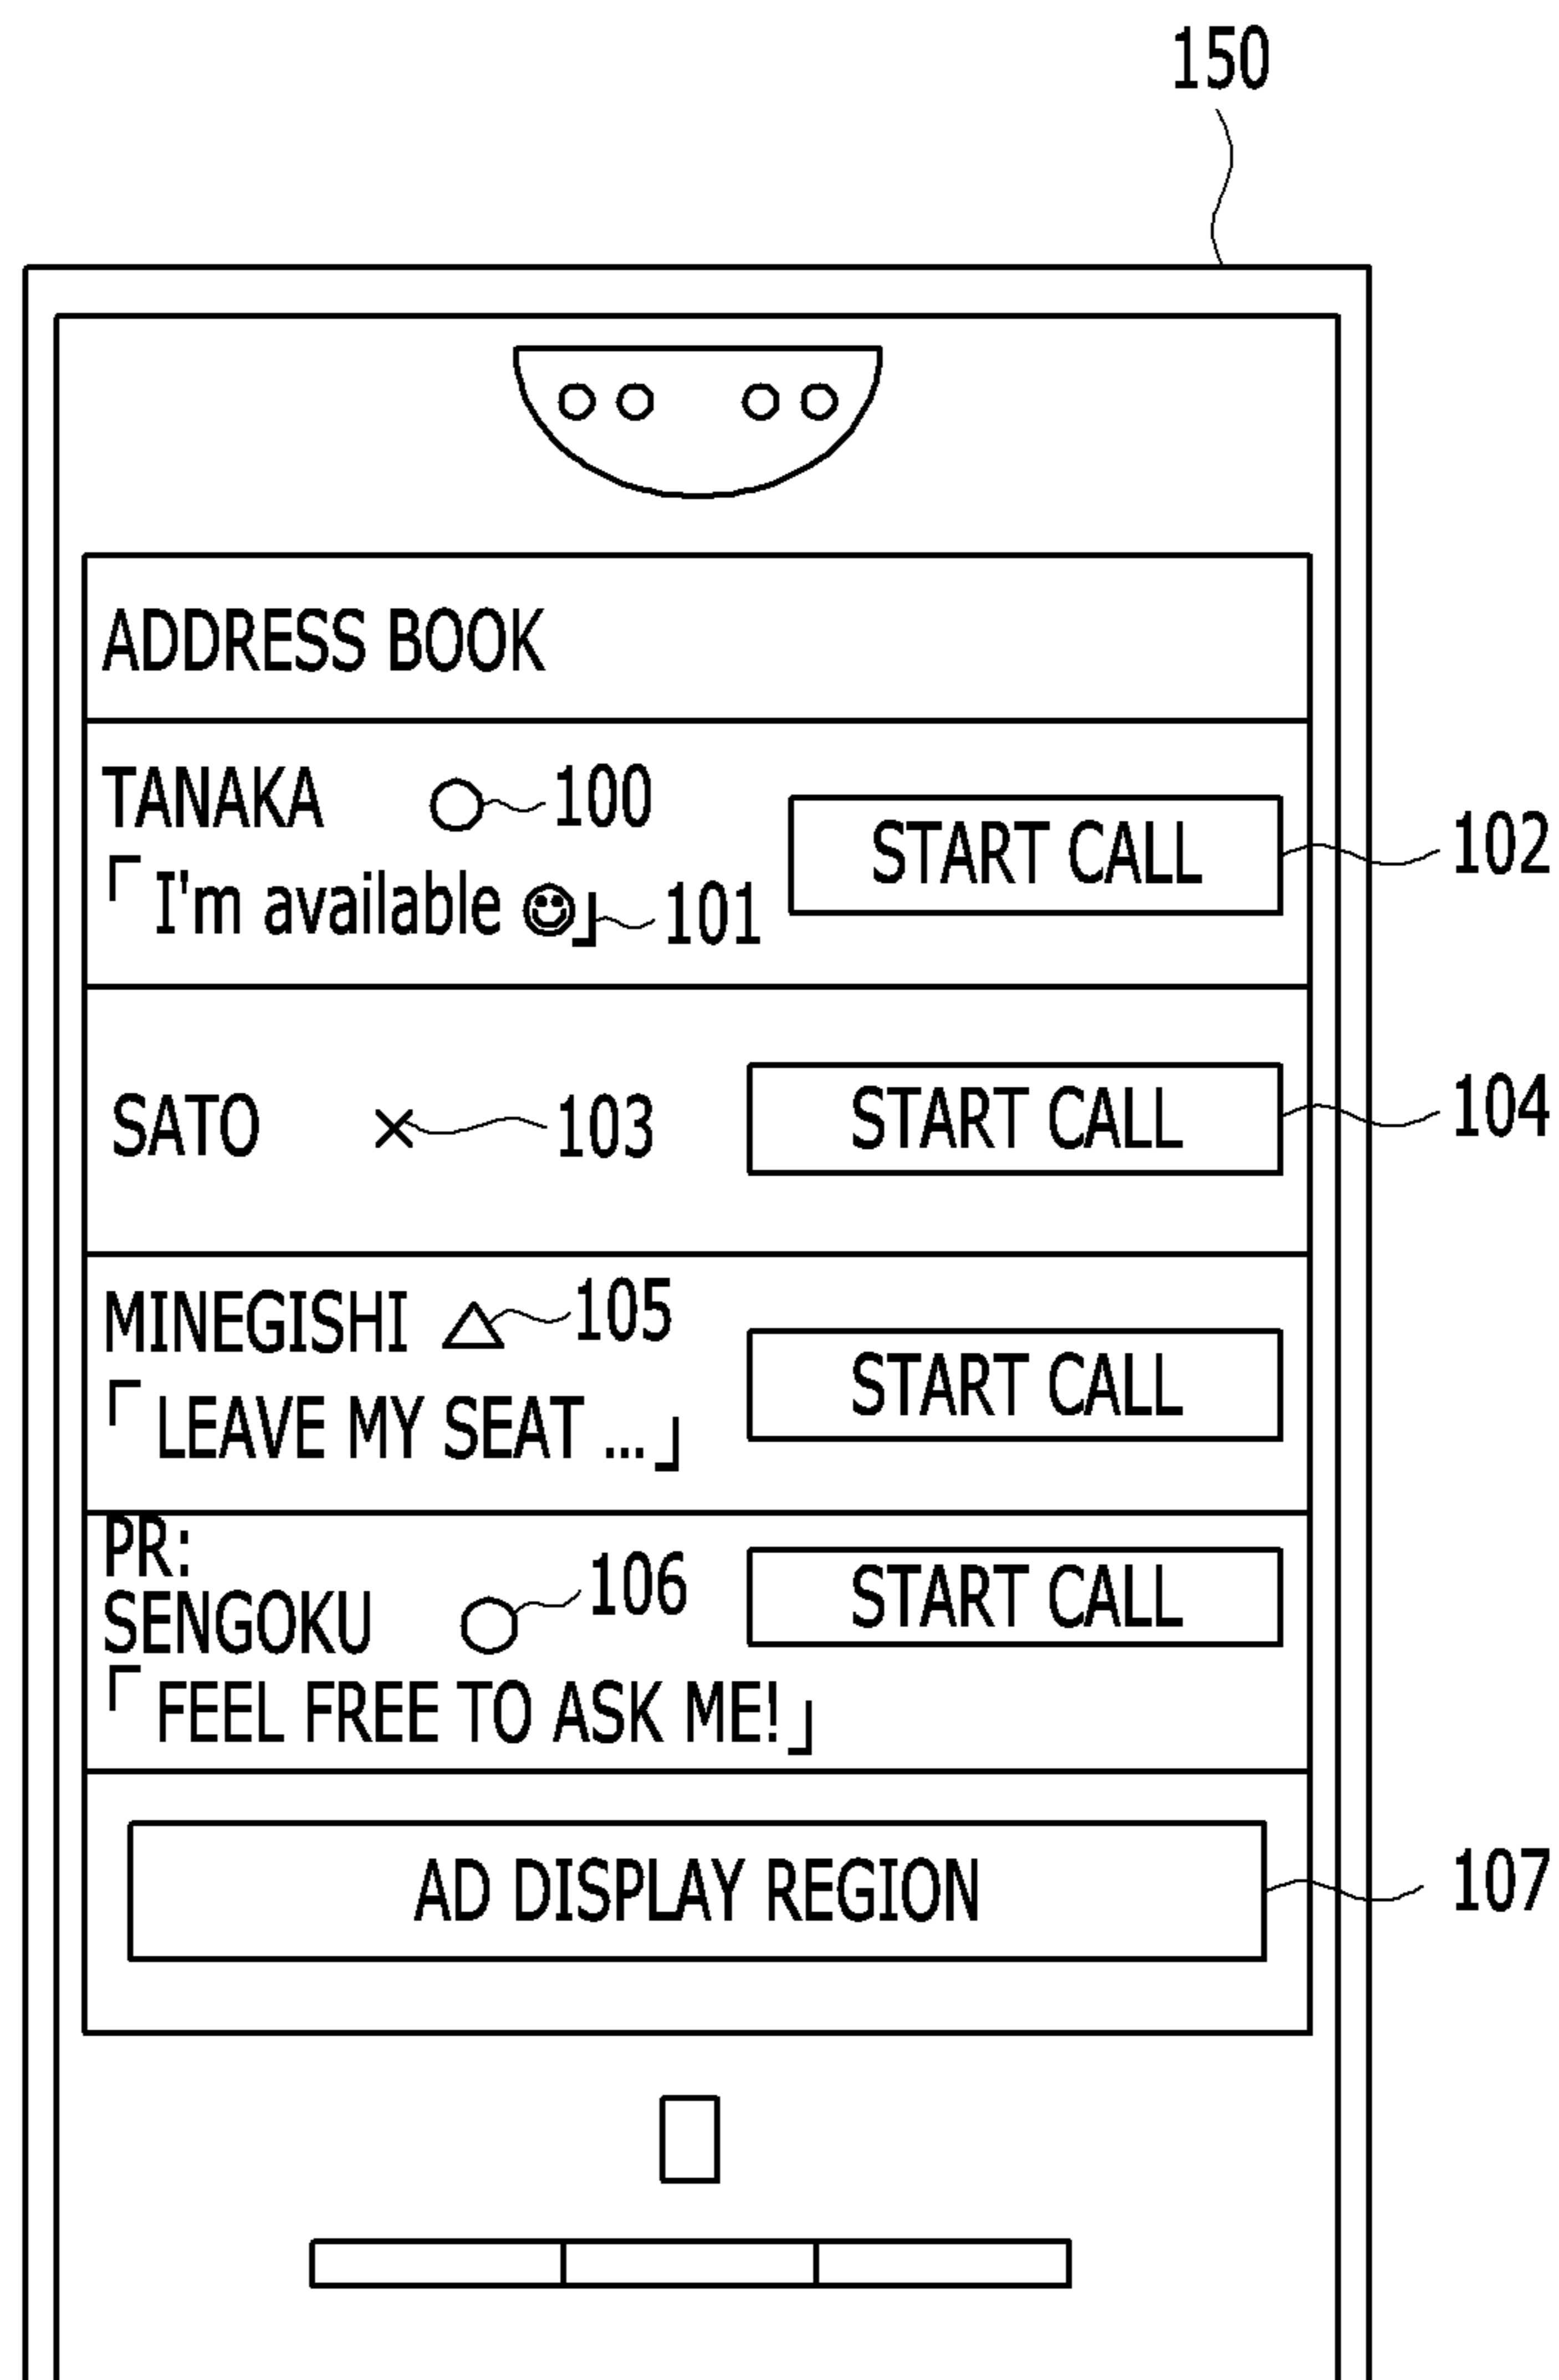 150
ADDRESS BOOK
TANAKA ○ 100
START CALL 102
「I'm available ☺」 101
SATO × 103 START CALL 104
MINEGISHI △ 105
START CALL
「LEAVE MY SEAT ...」
PR:
SENGOKU ○ 106 START CALL
「FEEL FREE TO ASK ME!」
AD DISPLAY REGION 107